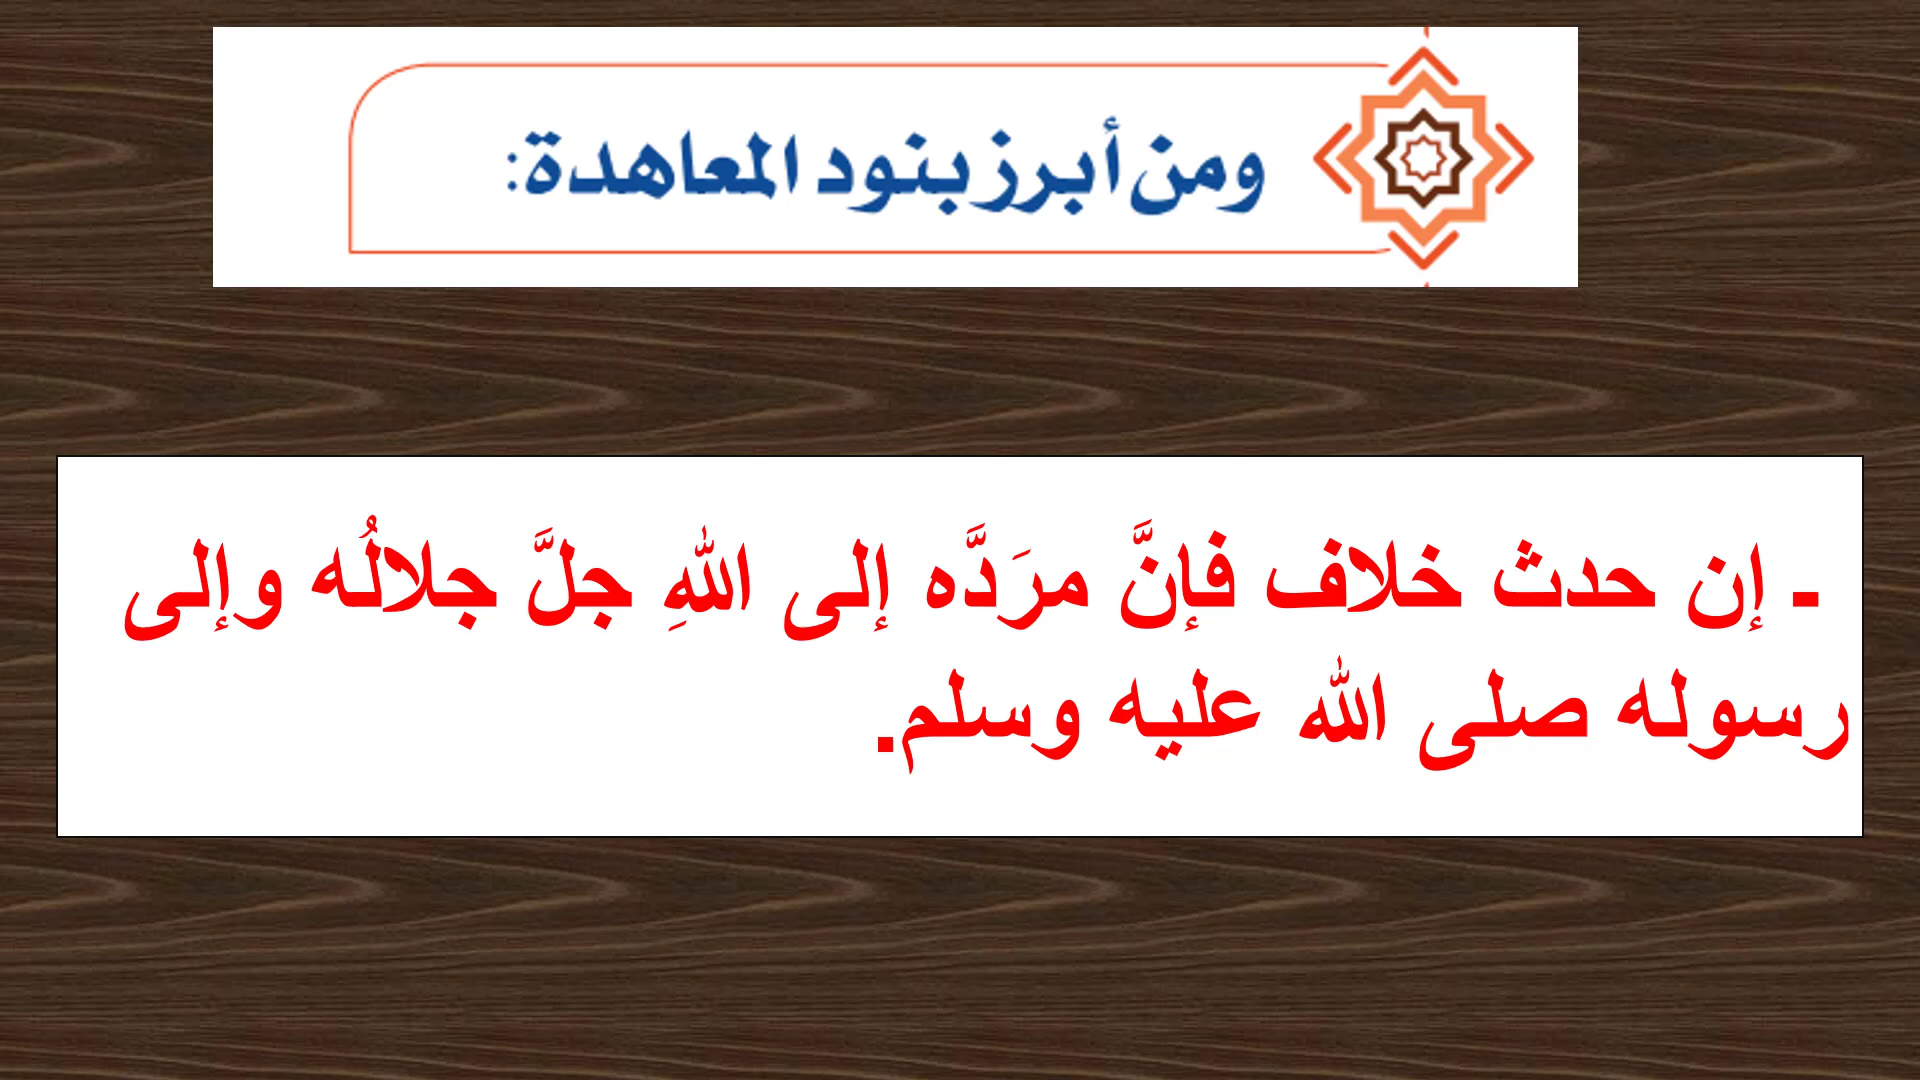 ومن أبرز بنود المعاهدة:
- إن حدث خلاف فإنَّ مرَدَّه إلى اللهِ جلَّ جلالُه وإلى
رسوله صلى الله عليه وسلم.